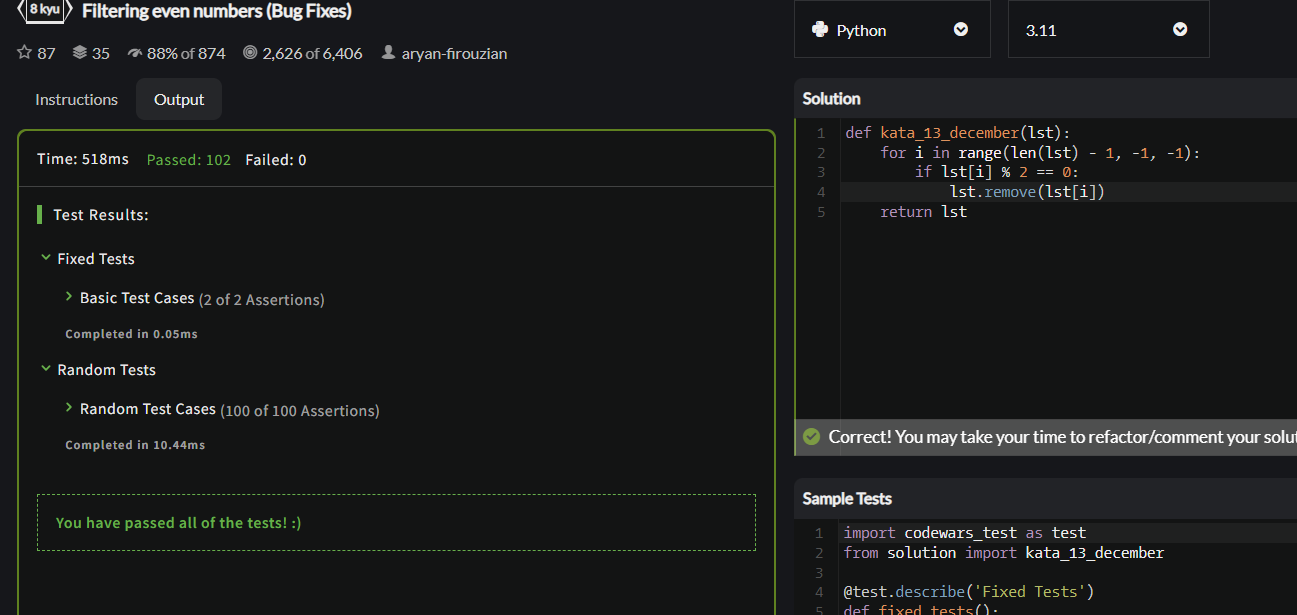 8 kyu Filtering even numbers (Bug Fixes)
87 35 88% of 874 2,626 of 6,406 aryan-firouzian
Instructions Output
Time: 518ms Passed: 102 Failed: 0
Test Results:
Fixed Tests
Basic Test Cases (2 of 2 Assertions)
Completed in 0.05ms
Random Tests
Random Test Cases (100 of 100 Assertions)
Completed in 10.44ms
You have passed all of the tests! :)
Python 3.11
Solution
1 def kata_13_december(lst):
2 for i in range(len(lst) - 1, -1, -1):
3 if lst[i] % 2 == 0:
4 lst.remove(lst[i])
5 return lst
Correct! You may take your time to refactor/comment your solut
Sample Tests
1 import codewars_test as test
2 from solution import kata_13_december
3
4 @test.describe('Fixed Tests')
5 def fixed_tests():